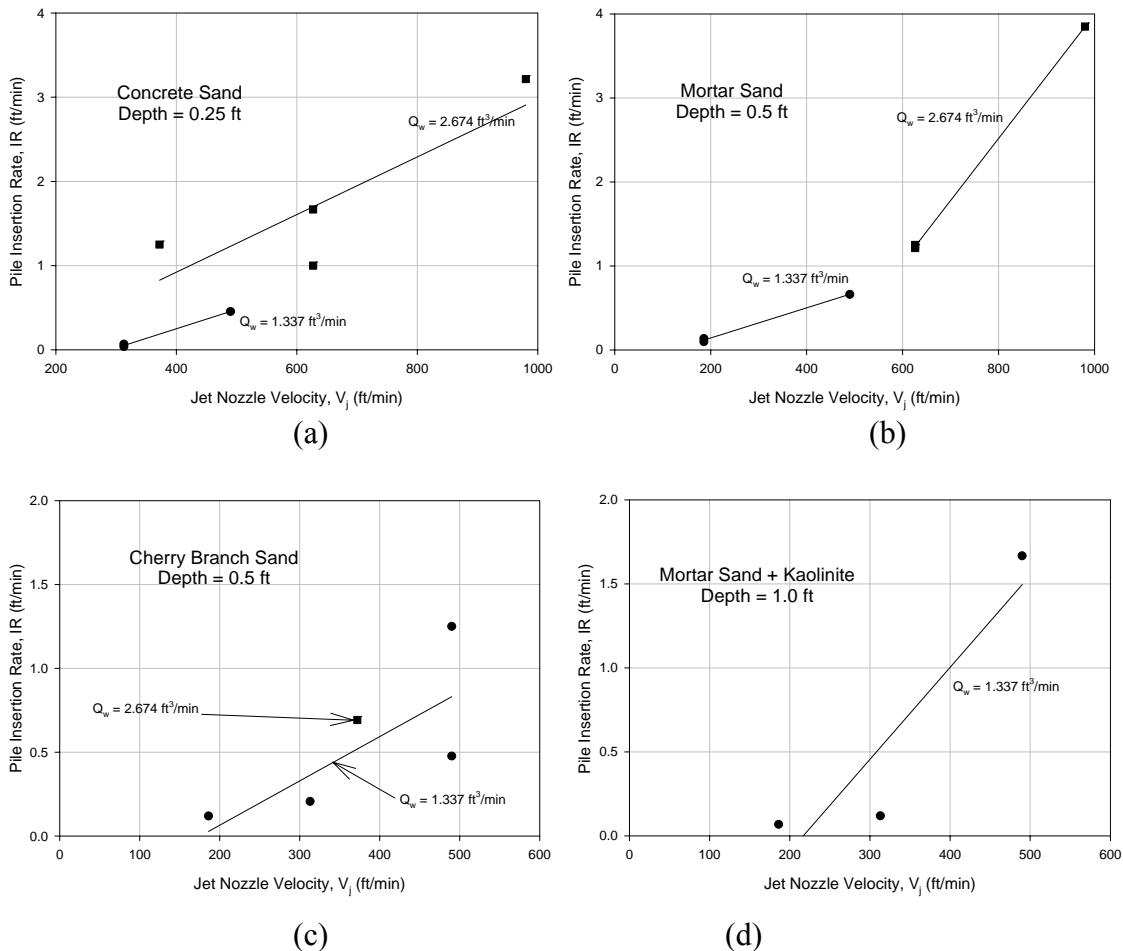 Pile Insertion Rate, IR (ft/min)
4
3
2
1
0
Concrete Sand
Depth = 0.25 ft
Q_w = 2.674 ft³/min
Q_w = 1.337 ft³/min
200 400 600 800 1000
Jet Nozzle Velocity, V_j (ft/min)
(a)
Pile Insertion Rate, IR (ft/min)
4
3
2
1
0
Mortar Sand
Depth = 0.5 ft
Q_w = 2.674 ft³/min
Q_w = 1.337 ft³/min
0 200 400 600 800 1000
Jet Nozzle Velocity, V_j (ft/min)
(b)
Pile Insertion Rate, IR (ft/min)
2.0
1.5
1.0
0.5
0.0
Cherry Branch Sand
Depth = 0.5 ft
Q_w = 2.674 ft³/min
Q_w = 1.337 ft³/min
0 100 200 300 400 500 600
Jet Nozzle Velocity, V_j (ft/min)
(c)
Pile Insertion Rate, IR (ft/min)
2.0
1.5
1.0
0.5
0.0
Mortar Sand + Kaolinite
Depth = 1.0 ft
Q_w = 1.337 ft³/min
0 100 200 300 400 500 600
Jet Nozzle Velocity, V_j (ft/min)
(d)